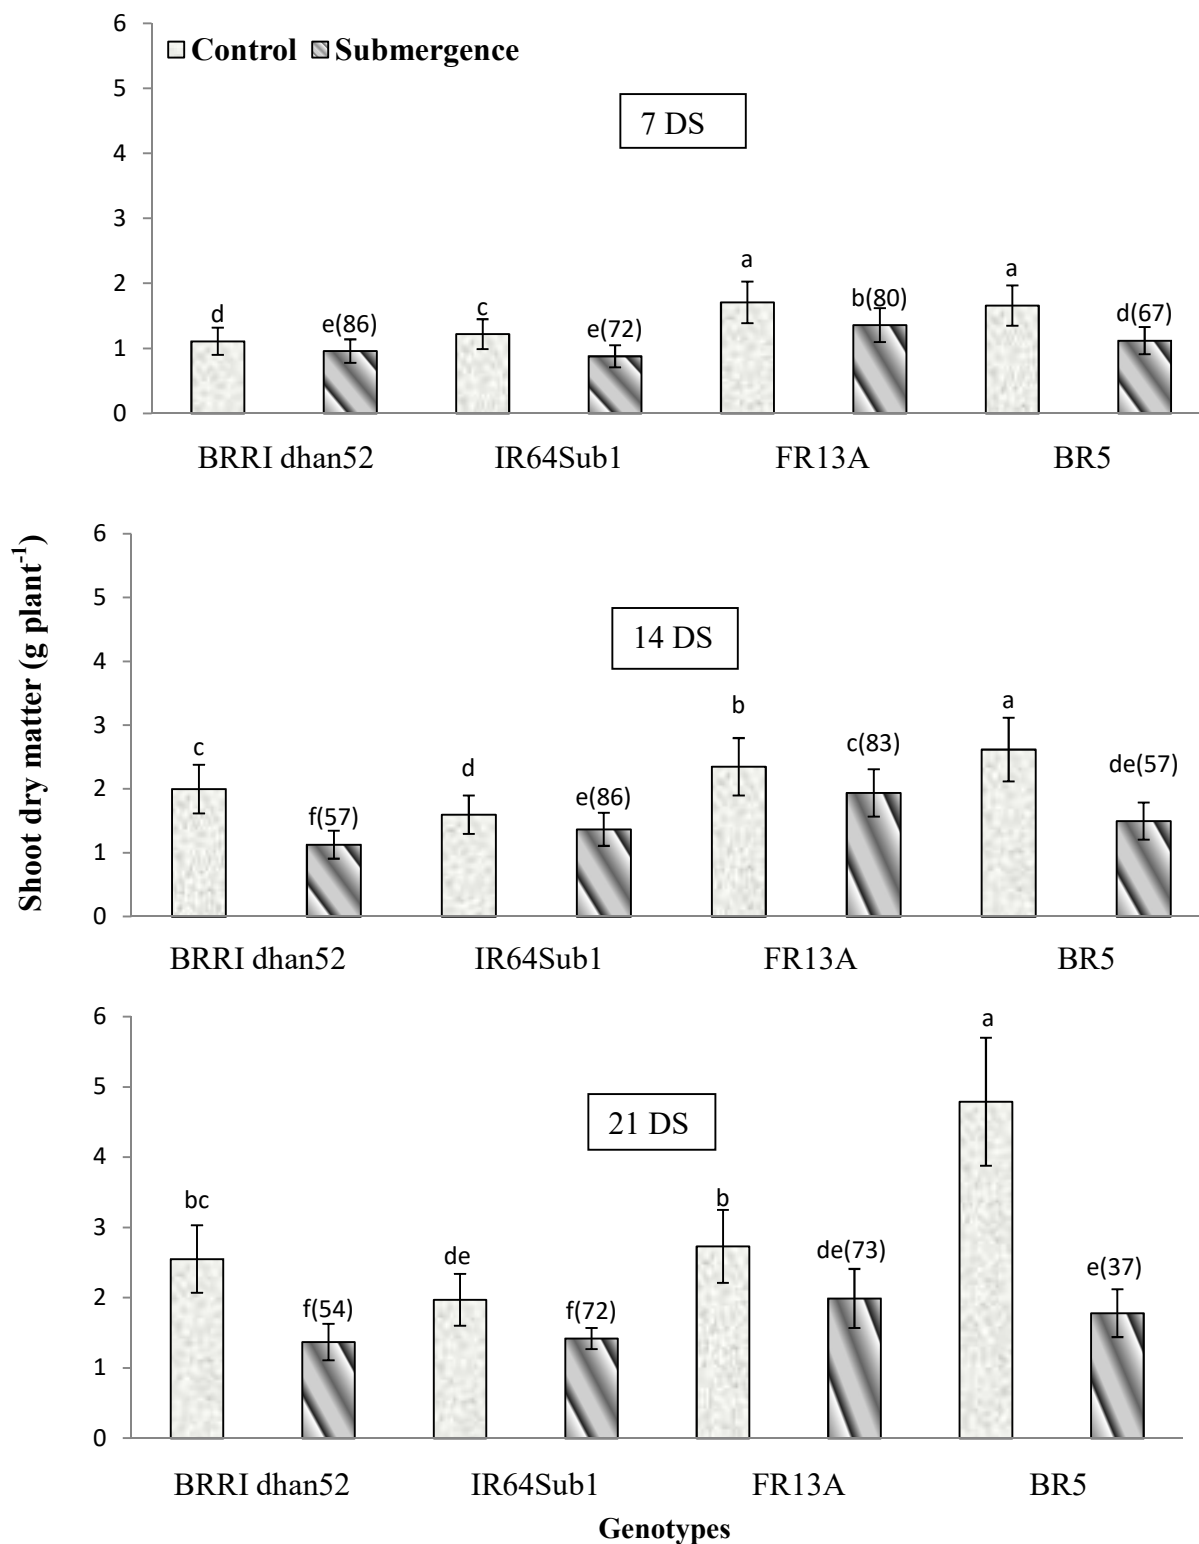 6
Control Submergence
5
7 DS
4
3
2
a a
d c b(80) d(67)
e(86) e(72)
1
0
BRRI dhan52 IR64Sub1 FR13A BR5
Shoot dry matter (g plant-1)
6
5
14 DS
4
3
b a
c d c(83) de(57)
2
f(57) e(86)
1
0
BRRI dhan52 IR64Sub1 FR13A BR5
6
a
5
21 DS
4
bc b
3
de de(73) e(37)
2
f(54) f(72)
1
0
BRRI dhan52 IR64Sub1 FR13A BR5
Genotypes